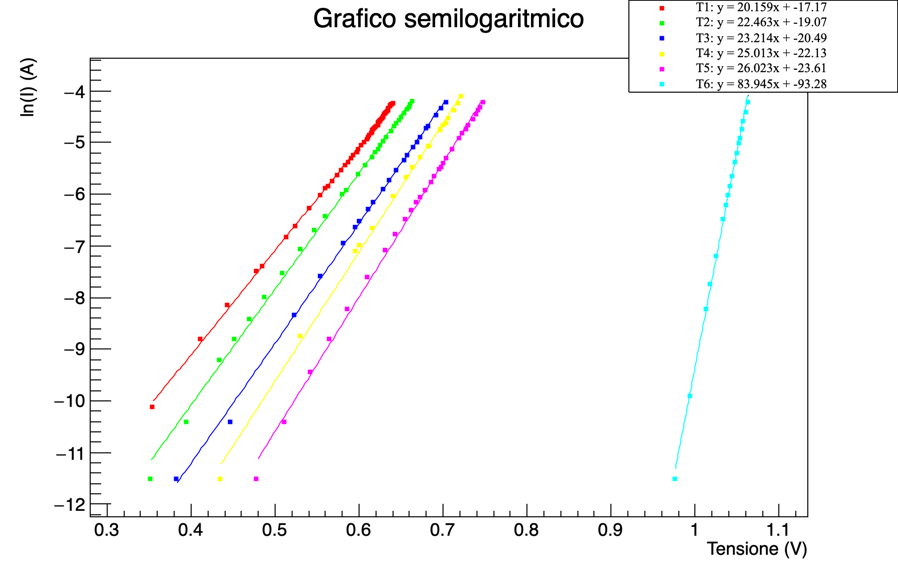 Grafico semilogaritmico
T1: y = 20.159x + -17.17
T2: y = 22.463x + -19.07
T3: y = 23.214x + -20.49
T4: y = 25.013x + -22.13
T5: y = 26.023x + -23.61
T6: y = 83.945x + -93.28
ln(I) (A)
−4
−5
−6
−7
−8
−9
−10
−11
−12
0.3 0.4 0.5 0.6 0.7 0.8 0.9 1 1.1
Tensione (V)